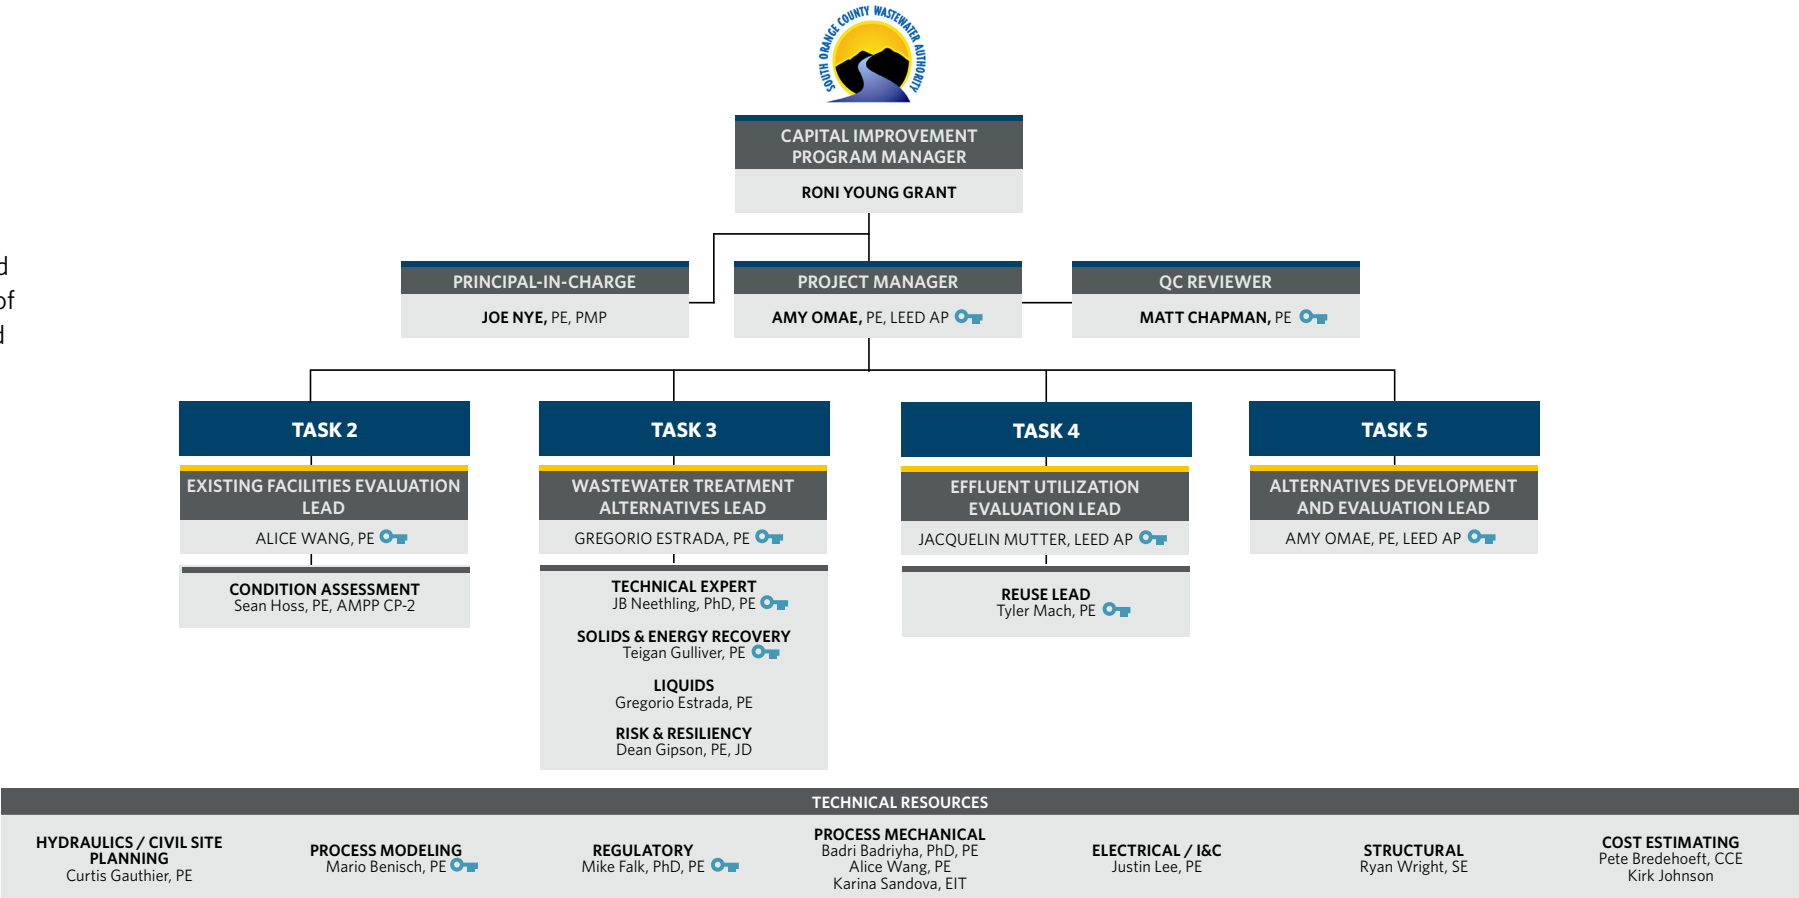 SOUTH ORANGE COUNTY WASTEWATER AUTHORITY
CAPITAL IMPROVEMENT
PROGRAM MANAGER
RONI YOUNG GRANT
d
of
d
PRINCIPAL-IN-CHARGE
JOE NYE, PE, PMP
PROJECT MANAGER
AMY OMAE, PE, LEED AP
QC REVIEWER
MATT CHAPMAN, PE
TASK 2
EXISTING FACILITIES EVALUATION
LEAD
ALICE WANG, PE
CONDITION ASSESSMENT
Sean Hoss, PE, AMPP CP-2
TASK 3
WASTEWATER TREATMENT
ALTERNATIVES LEAD
GREGORIO ESTRADA, PE
TECHNICAL EXPERT
JB Neethling, PhD, PE
SOLIDS & ENERGY RECOVERY
Teigan Gulliver, PE
LIQUIDS
Gregorio Estrada, PE
RISK & RESILIENCY
Dean Gipson, PE, JD
TASK 4
EFFLUENT UTILIZATION
EVALUATION LEAD
JACQUELIN MUTTER, LEED AP
REUSE LEAD
Tyler Mach, PE
TASK 5
ALTERNATIVES DEVELOPMENT
AND EVALUATION LEAD
AMY OMAE, PE, LEED AP
TECHNICAL RESOURCES
HYDRAULICS / CIVIL SITE
PLANNING
Curtis Gauthier, PE
PROCESS MODELING
Mario Benisch, PE
REGULATORY
Mike Falk, PhD, PE
PROCESS MECHANICAL
Badri Badriyha, PhD, PE
Alice Wang, PE
Karina Sandova, EIT
ELECTRICAL / I&C
Justin Lee, PE
STRUCTURAL
Ryan Wright, SE
COST ESTIMATING
Pete Bredehoeft, CCE
Kirk Johnson